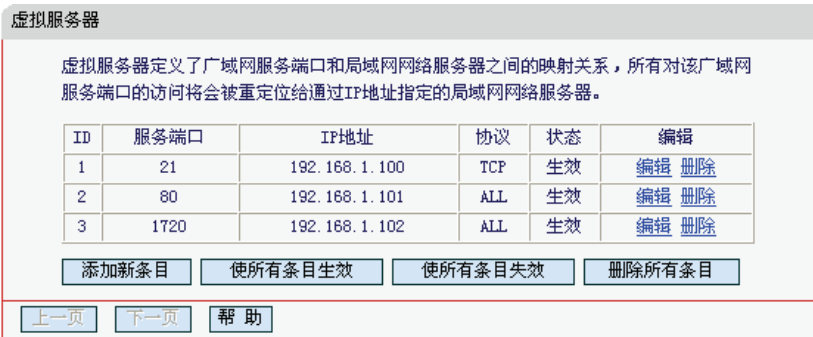 虚拟服务器
虚拟服务器定义了广域网服务端口和局域网网络服务器之间的映射关系，所有对该广域网
服务端口的访问将会被重定位给通过IP地址指定的局域网网络服务器。
ID 服务端口 IP地址 协议 状态 编辑
1 21 192.168.1.100 TCP 生效 编辑 删除
2 80 192.168.1.101 ALL 生效 编辑 删除
3 1720 192.168.1.102 ALL 生效 编辑 删除
添加新条目 使所有条目生效 使所有条目失效 删除所有条目
上一页 下一页 帮 助